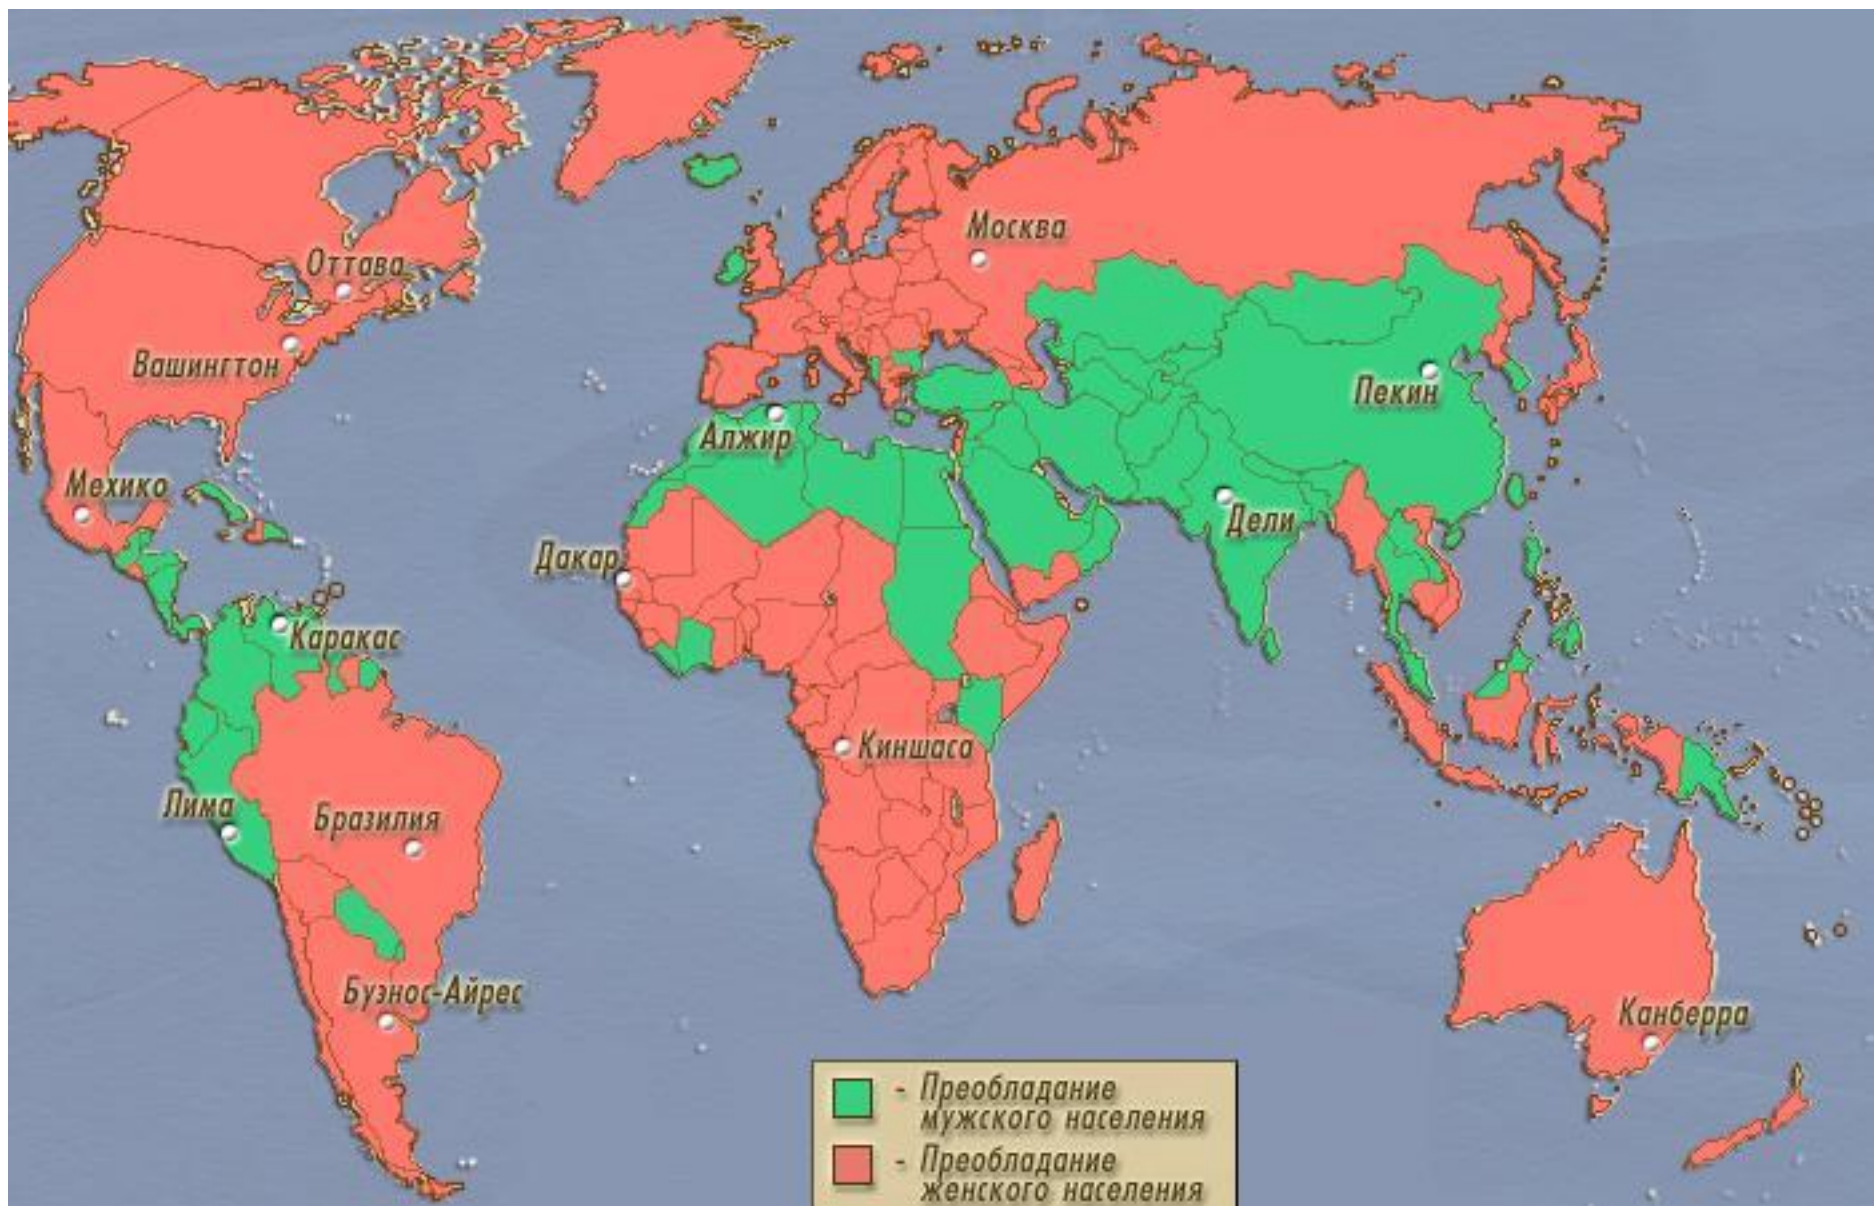 Москва
Оттава
Вашингтон
Пекин
Алжир
Мехико
Дели
Дакар
Каракас
Киншаса
Лима
Бразилия
Буэнос-Айрес
Канберра
- Преобладание
мужского населения
- Преобладание
женского населения